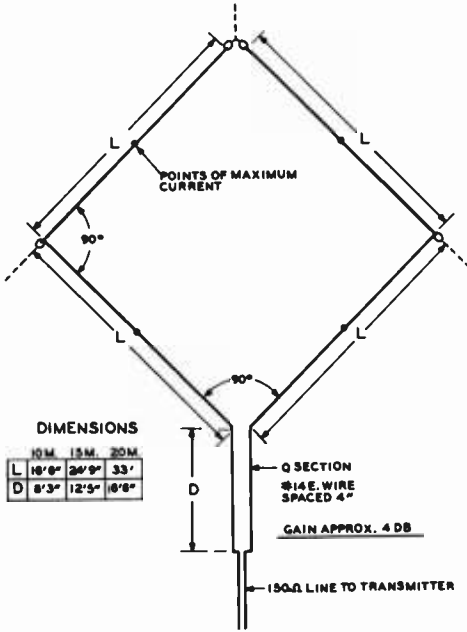 L
L
POINTS OF MAXIMUM
CURRENT
90°
L
L
90°
DIMENSIONS
10M. 15M. 20M.
L 16'6" 24'9" 33'
D 8'3" 12'5" 16'6"
D
Q SECTION
#14 E. WIRE
SPACED 4"
GAIN APPROX. 4 DB
150Ω LINE TO TRANSMITTER